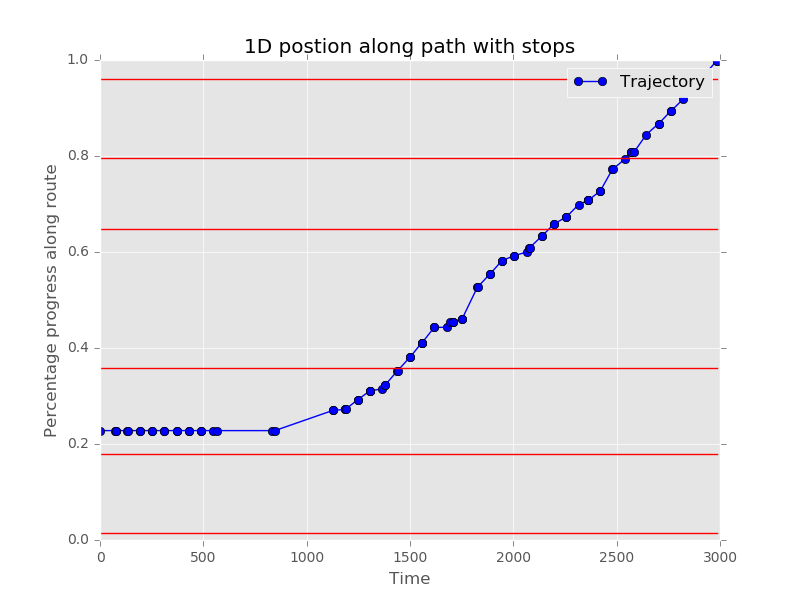 1D postion along path with stops
Trajectory
Percentage progress along route
1.0
0.8
0.6
0.4
0.2
0.0
0 500 1000 1500 2000 2500 3000
Time